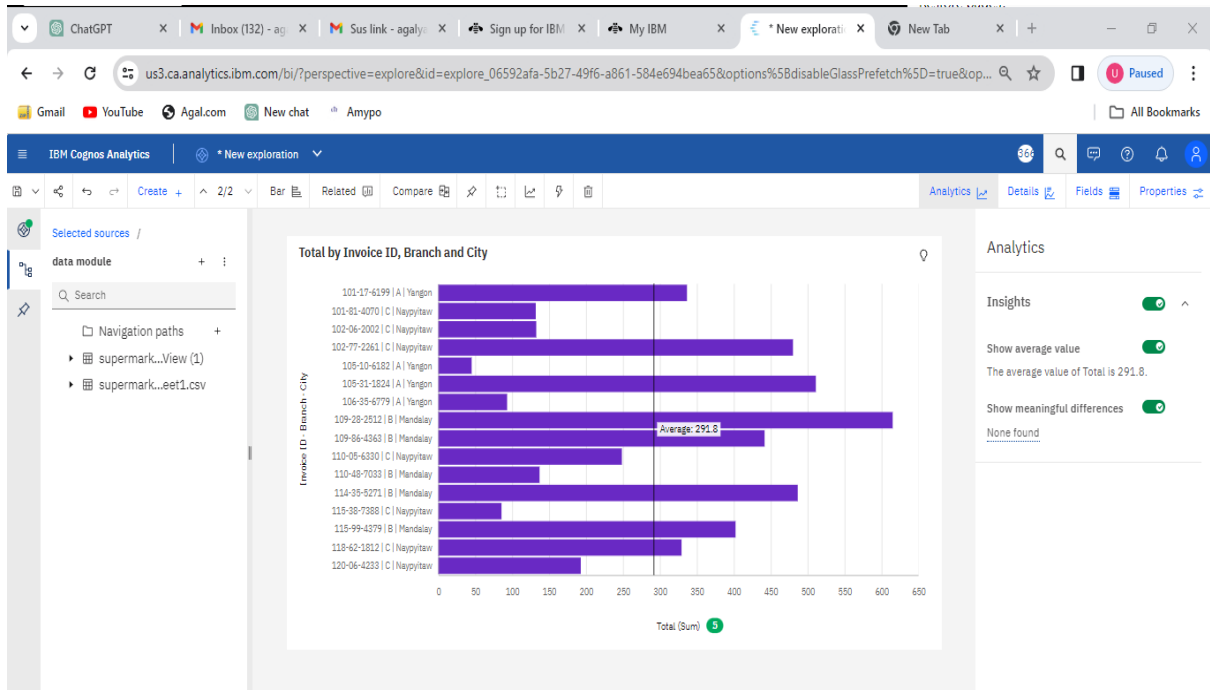 ChatGPT
Inbox (132) - ag
Sus link - agalya
Sign up for IBM
My IBM
* New explorati
New Tab
us3.ca.analytics.ibm.com/bi/?perspective=explore&id=explore_06592afa-5b27-49f6-a861-584e694bea65&options%5BdisableGlassPrefetch%5D=true&op...
U Paused
Gmail
YouTube
Agal.com
New chat
Amypo
All Bookmarks
IBM Cognos Analytics
* New exploration
Create +
2/2
Bar
Related
Compare
Analytics
Details
Fields
Properties
Selected sources /
data module
Search
Navigation paths
supermark...View (1)
supermark...eet1.csv
Total by Invoice ID, Branch and City
Invoice ID - Branch - City
101-17-6199 | A | Yangon
101-81-4070 | C | Naypyitaw
102-06-2002 | C | Naypyitaw
102-77-2261 | C | Naypyitaw
105-10-6182 | A | Yangon
105-31-1824 | A | Yangon
106-35-6779 | A | Yangon
109-28-2512 | B | Mandalay
109-86-4363 | B | Mandalay
110-05-6330 | C | Naypyitaw
110-48-7033 | B | Mandalay
114-35-5271 | B | Mandalay
115-38-7388 | C | Naypyitaw
115-99-4379 | B | Mandalay
118-62-1812 | C | Naypyitaw
120-06-4233 | C | Naypyitaw
Average: 291.8
0 50 100 150 200 250 300 350 400 450 500 550 600 650
Total (Sum) 5
Analytics
Insights
Show average value
The average value of Total is 291.8.
Show meaningful differences
None found